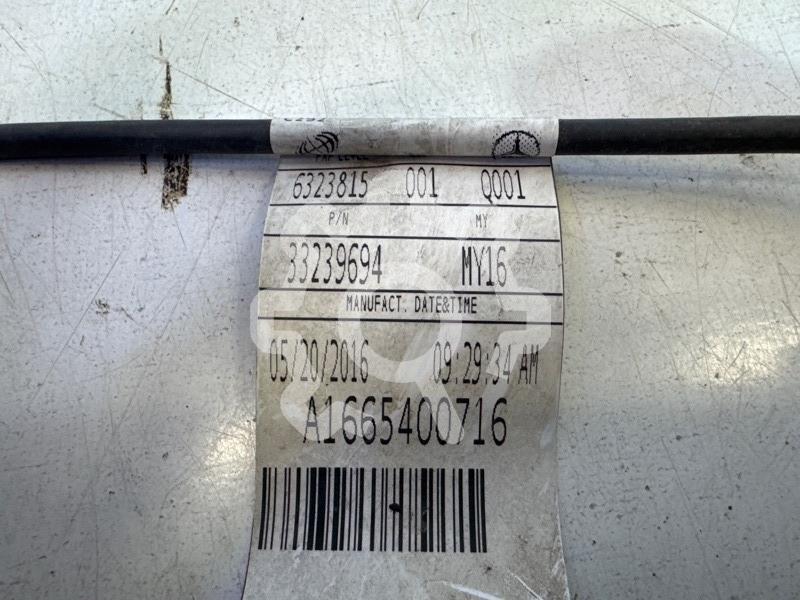 6323815 001 Q001
P/N MY
33239694 MY16
MANUFACT. DATE&TIME
05/20/2016 09:29:34 AM
A1665400716